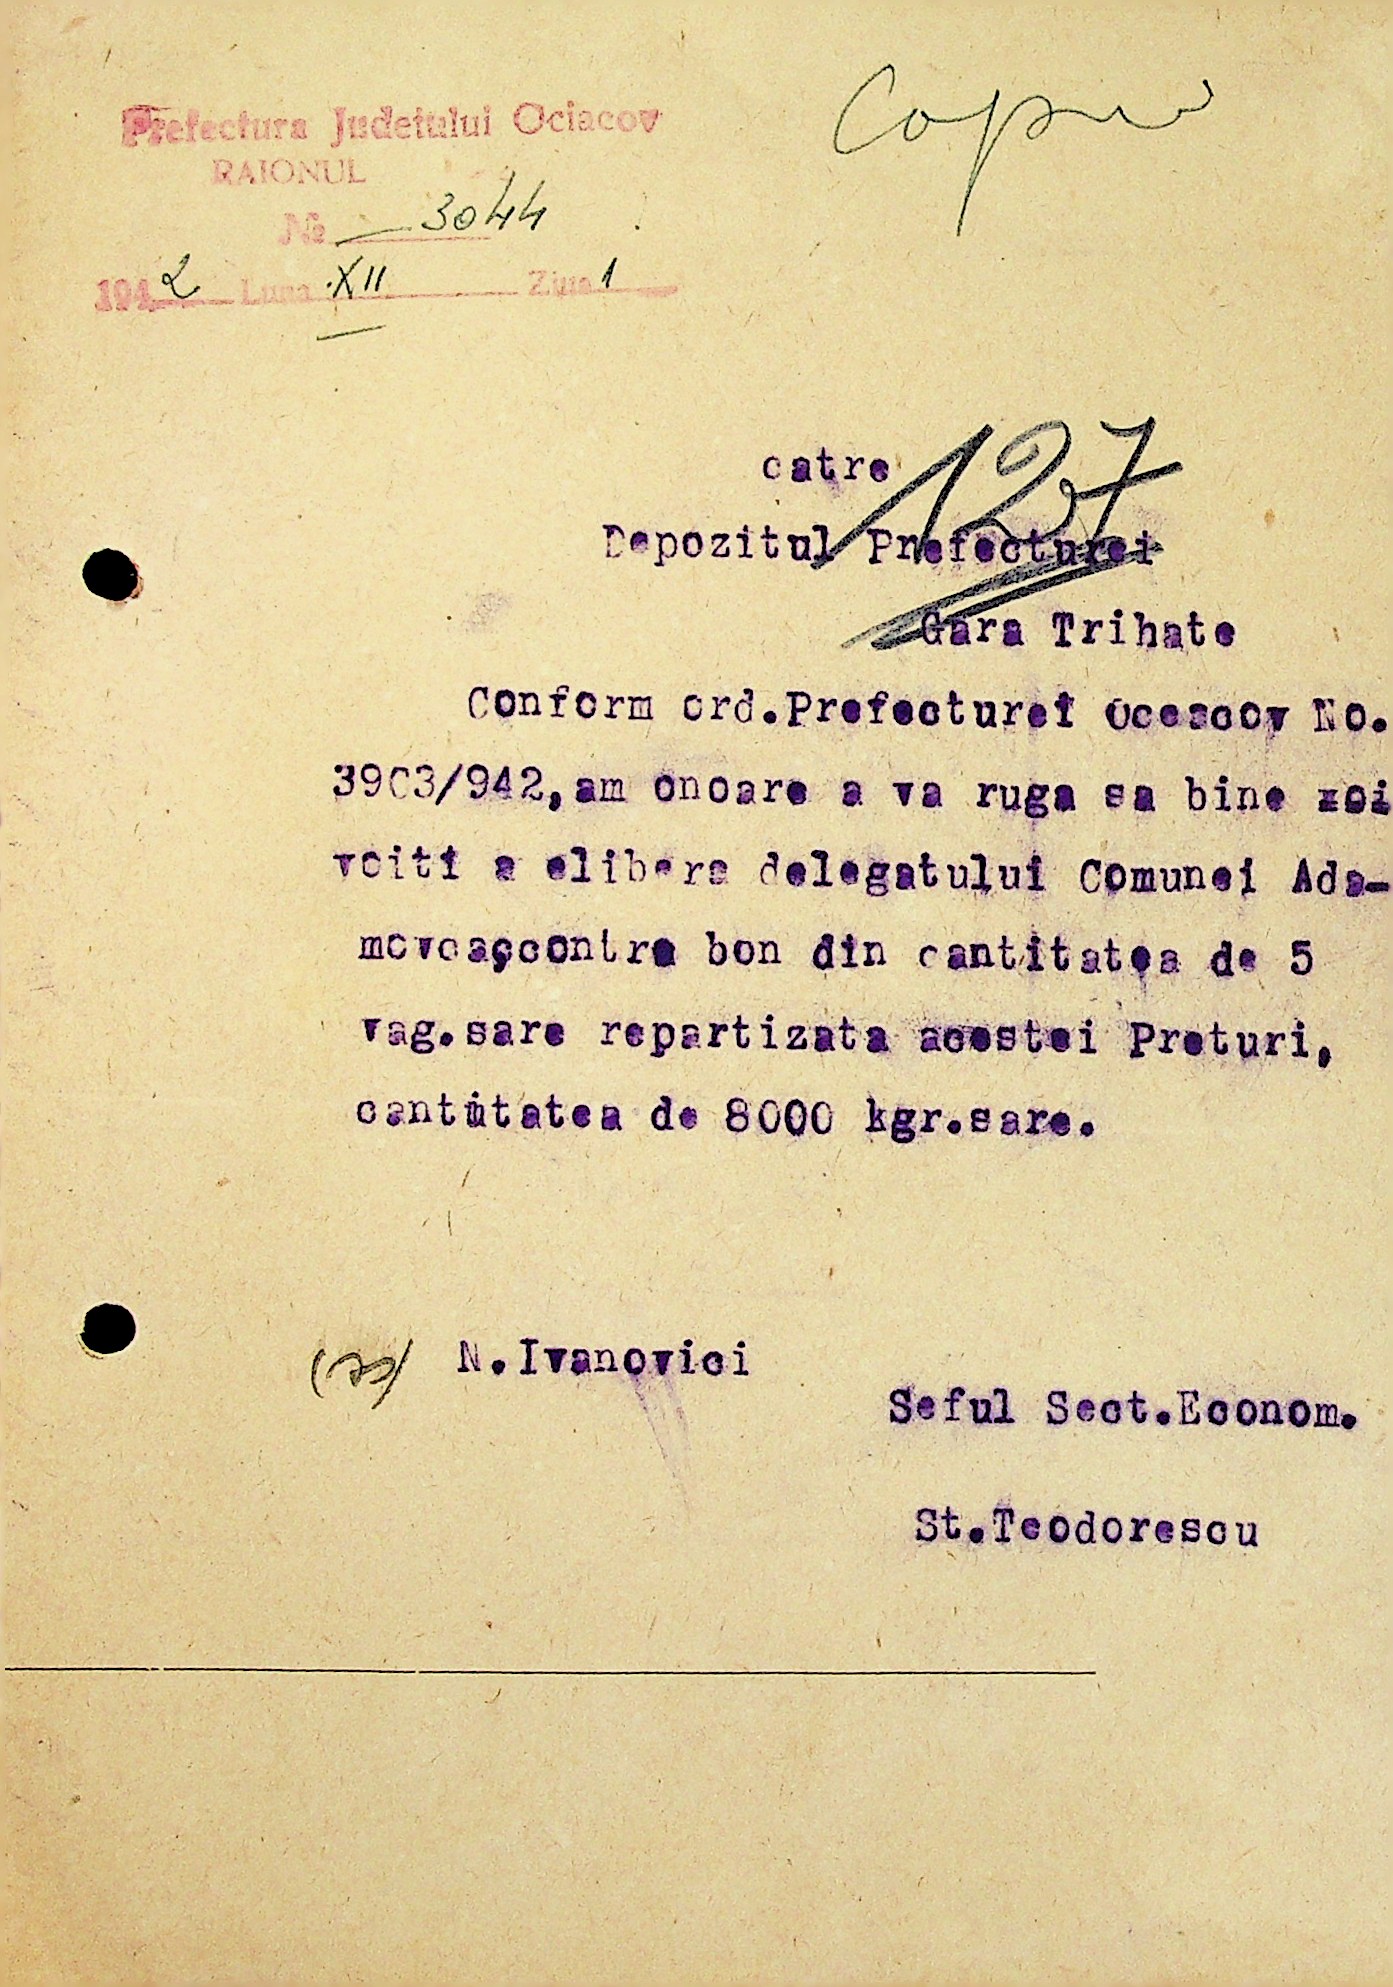 Prefectura Judetului Ociacov
RAIONUL
Copie
№ 3044
1942 Luna XII Ziua 1
127
catre
Depozitul Prefecturei
Gara Trihate
Conform ord.Prefecturei Oceacov No.
3903/942,am onoare a va ruga sa bine
voiti a elibera delegatului Comunei Ada-
movca,contra bon din cantitatea de 5
vag.sare repartizata acestei Preturi,
cantitatea de 8000 kgr.sare.
(ss) N.Ivanovici
Seful Sect.Econom.
St.Teodorescu